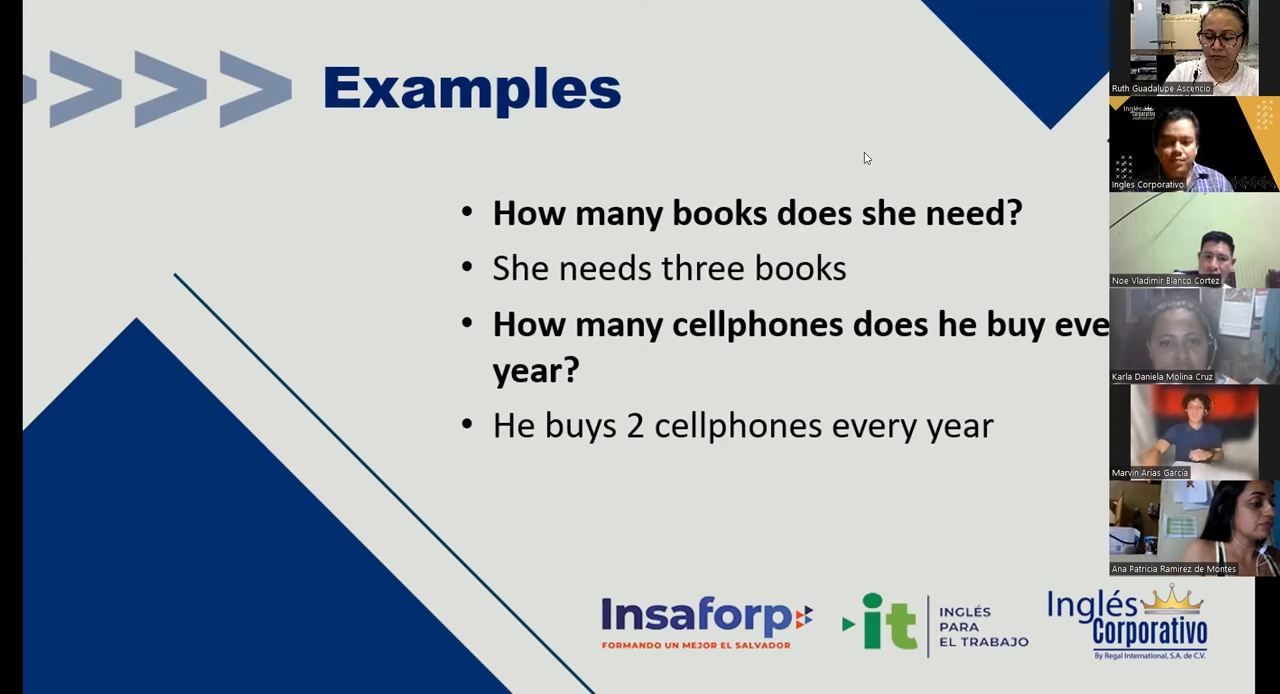 Examples
• How many books does she need?
• She needs three books
• How many cellphones does he buy eve
year?
• He buys 2 cellphones every year
Insaforp
FORMANDO UN MEJOR EL SALVADOR
it
INGLÉS
PARA
EL TRABAJO
Inglés
Corporativo
By Regal International, S.A. de C.V.
Ruth Guadalupe Ascencio
Inglés
Corporativo
Ingles Corporativo
Noe Vladimir Blanco Cortez
Karla Daniela Molina Cruz
Marvin Arias García
Ana Patricia Ramirez de Montes